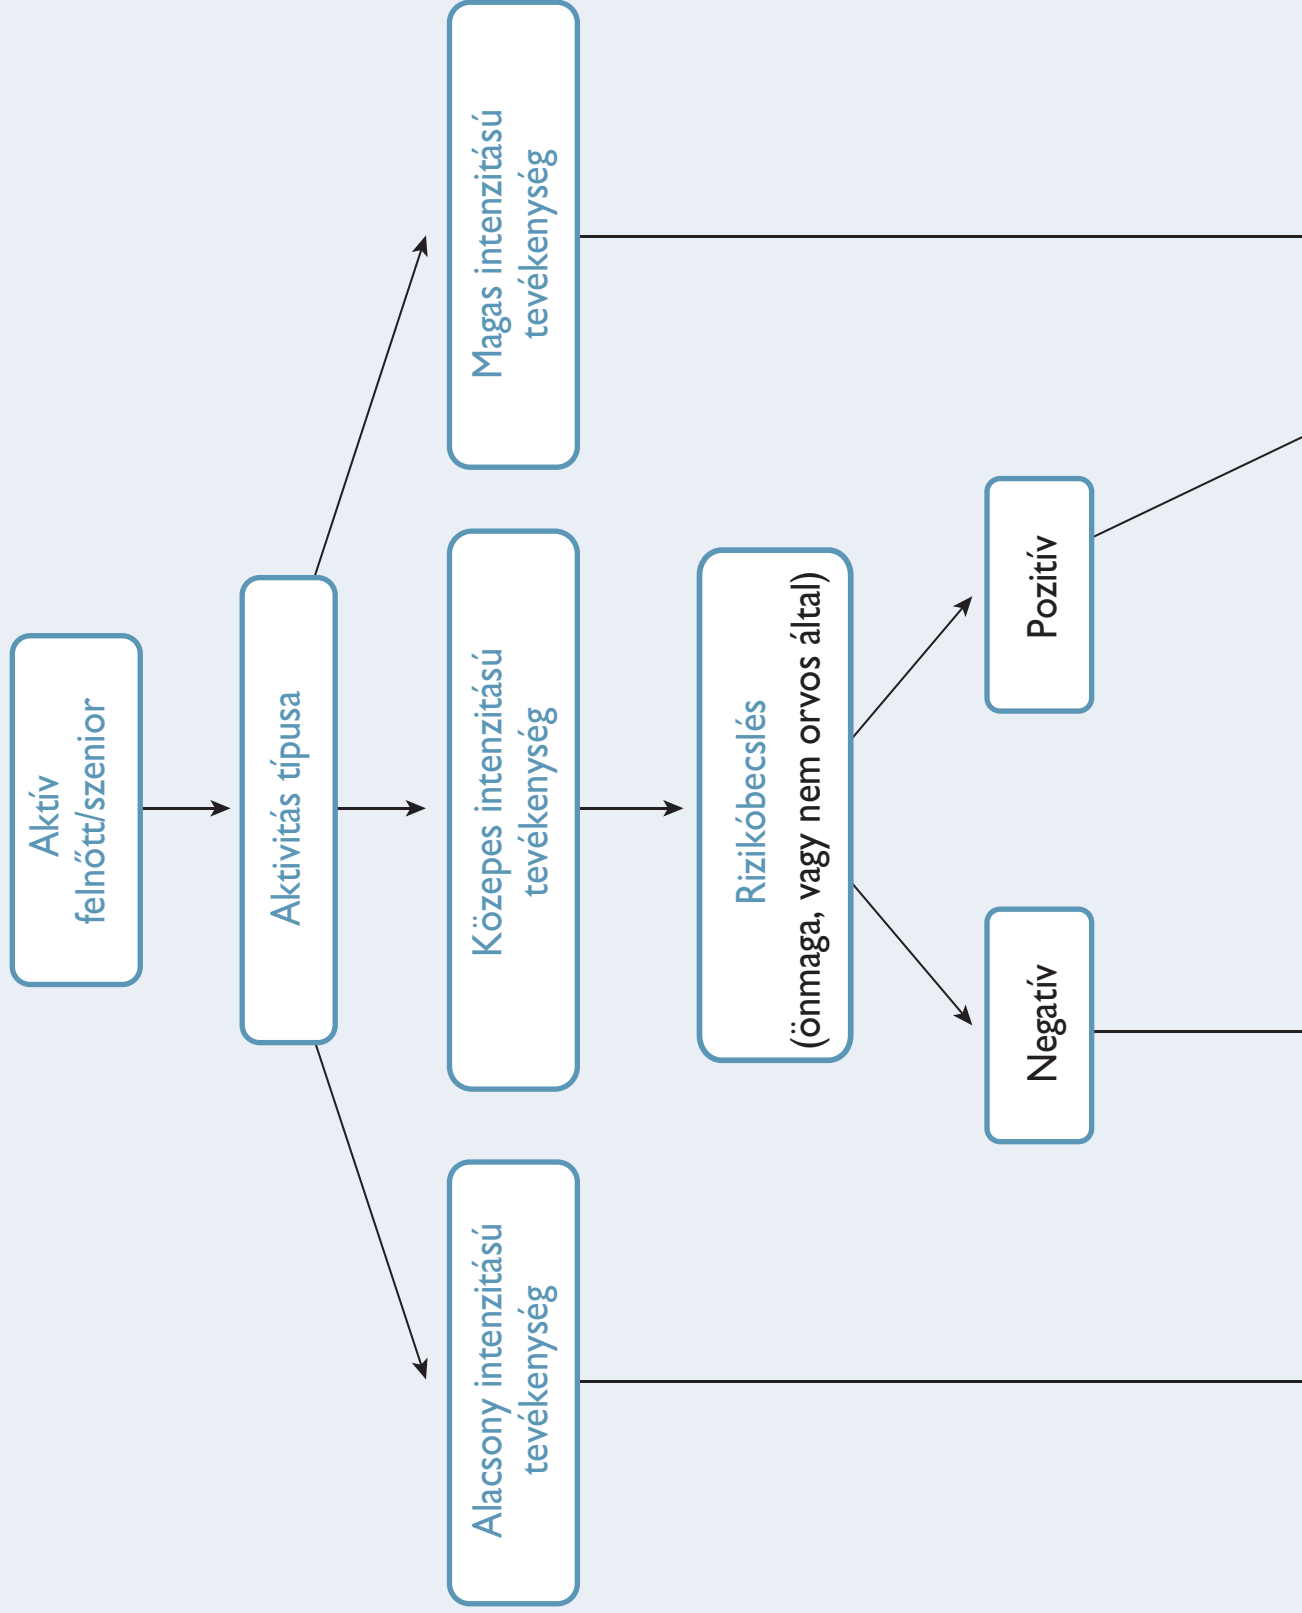 Aktív
felnőtt/szenior
Aktivitás típusa
Alacsony intenzitású
tevékenység
Közepes intenzitású
tevékenység
Magas intenzitású
tevékenység
Rizikóbecslés
(önmaga, vagy nem orvos által)
Negatív
Pozitív